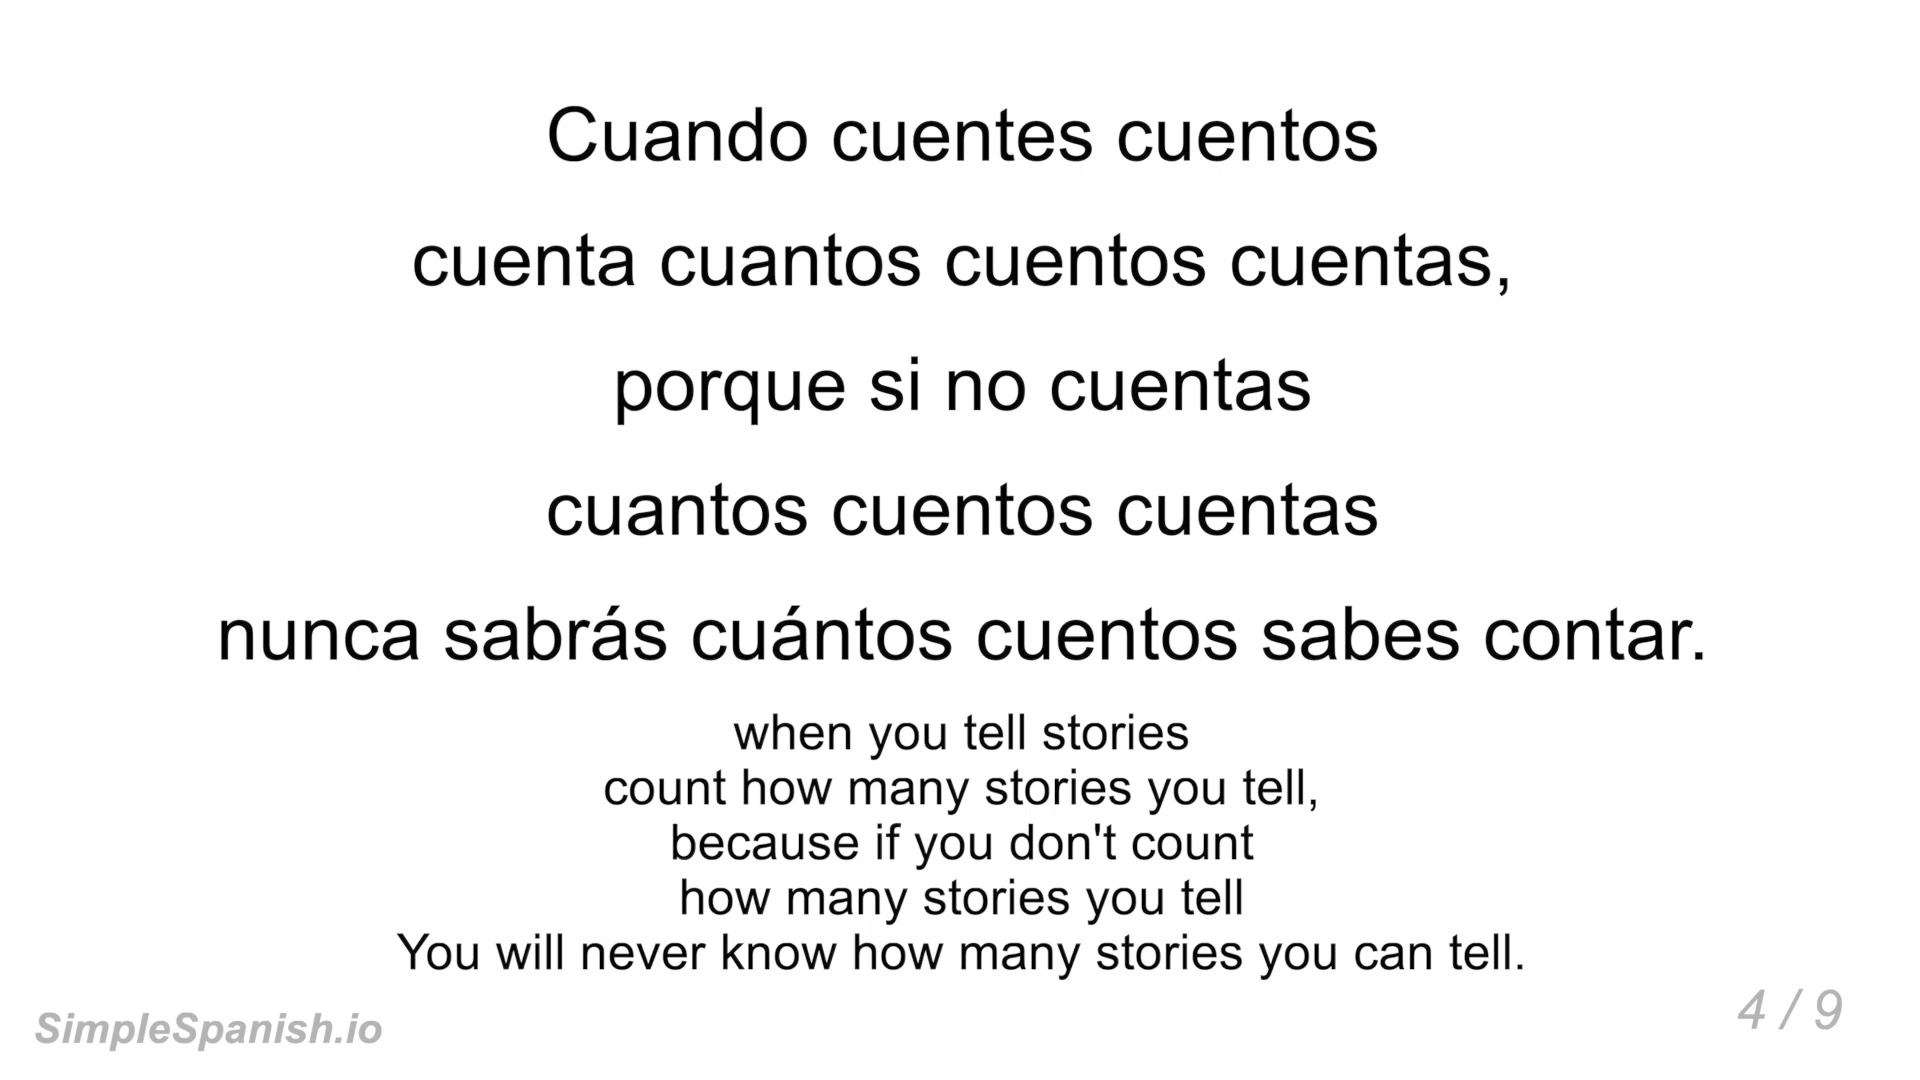 Cuando cuentes cuentos
cuenta cuantos cuentos cuentas,
porque si no cuentas
cuantos cuentos cuentas
nunca sabrás cuántos cuentos sabes contar.
when you tell stories
count how many stories you tell,
because if you don't count
how many stories you tell
You will never know how many stories you can tell.
SimpleSpanish.io
4 / 9